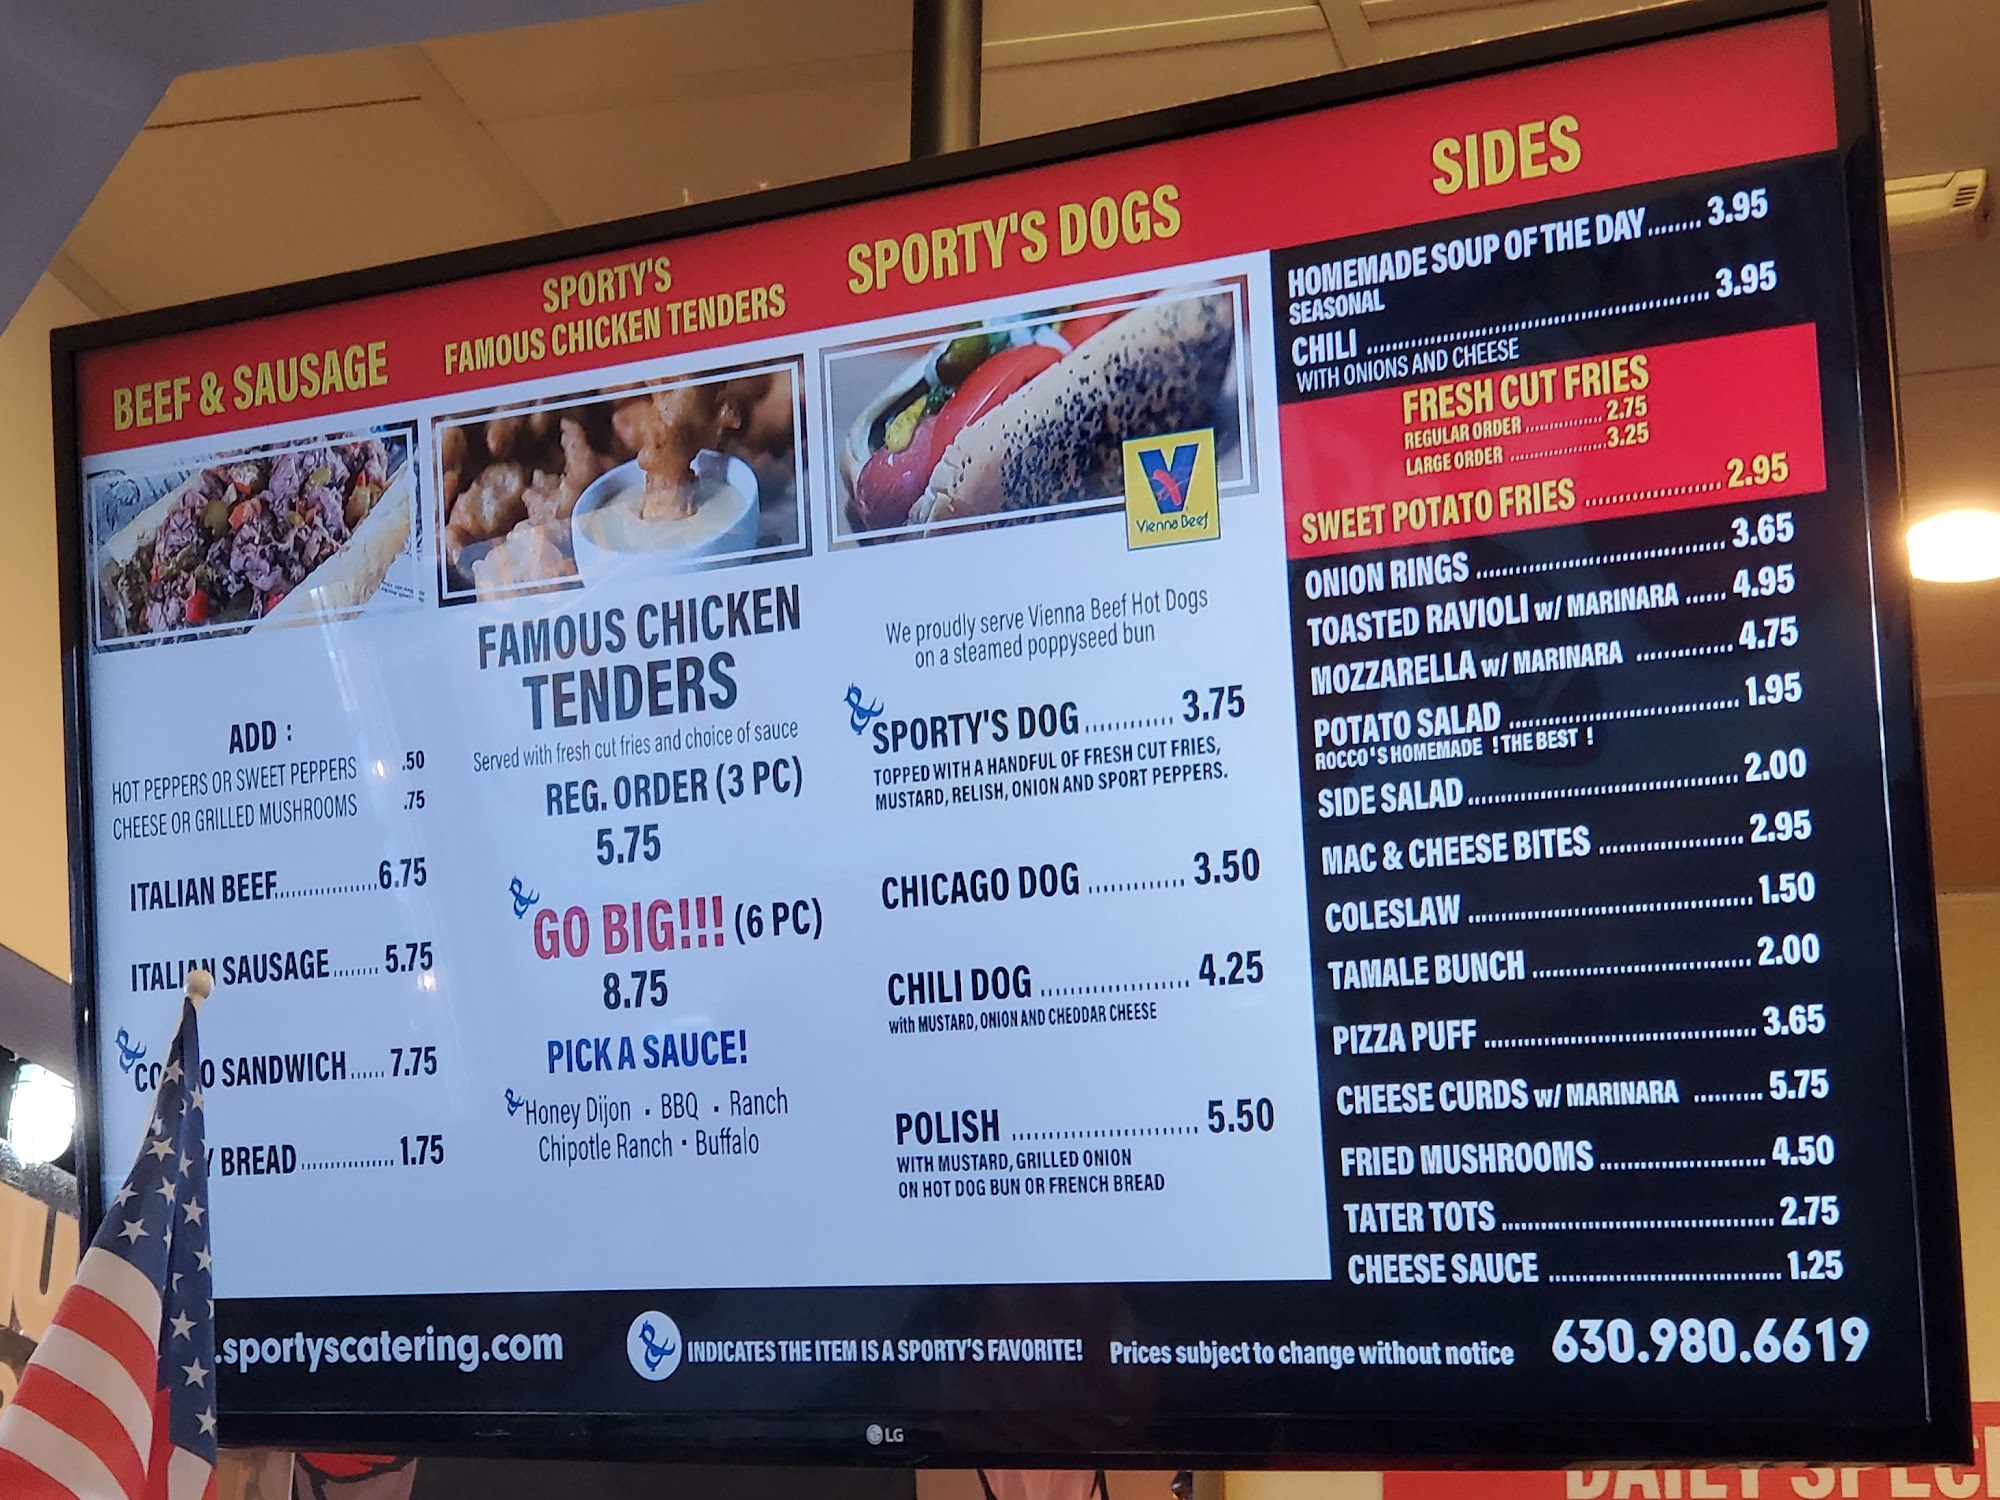 BEEF & SAUSAGE
ADD :
HOT PEPPERS OR SWEET PEPPERS .50
CHEESE OR GRILLED MUSHROOMS .75
ITALIAN BEEF..................6.75
ITALIAN SAUSAGE........ 5.75
SANDWICH...... 7.75
BREAD................ 1.75
SPORTY'S
FAMOUS CHICKEN TENDERS
FAMOUS CHICKEN
TENDERS
Served with fresh cut fries and choice of sauce
REG. ORDER (3 PC)
5.75
GO BIG!!! (6 PC)
8.75
PICK A SAUCE!
Honey Dijon • BBQ • Ranch
Chipotle Ranch • Buffalo
SPORTY'S DOGS
Vienna Beef
We proudly serve Vienna Beef Hot Dogs
on a steamed poppyseed bun
SPORTY'S DOG............ 3.75
TOPPED WITH A HANDFUL OF FRESH CUT FRIES,
MUSTARD, RELISH, ONION AND SPORT PEPPERS.
CHICAGO DOG ............. 3.50
CHILI DOG .................... 4.25
with MUSTARD, ONION AND CHEDDAR CHEESE
POLISH ......................... 5.50
WITH MUSTARD, GRILLED ONION
ON HOT DOG BUN OR FRENCH BREAD
SIDES
HOMEMADE SOUP OF THE DAY........ 3.95
SEASONAL
CHILI .................................................. 3.95
WITH ONIONS AND CHEESE
FRESH CUT FRIES
REGULAR ORDER ................ 2.75
LARGE ORDER ....................3.25
SWEET POTATO FRIES .................... 2.95
ONION RINGS .................................... 3.65
TOASTED RAVIOLI w/ MARINARA ...... 4.95
MOZZARELLA w/ MARINARA .............. 4.75
POTATO SALAD ................................. 1.95
ROCCO'S HOMEMADE !THE BEST !
SIDE SALAD ....................................... 2.00
MAC & CHEESE BITES ..................... 2.95
COLESLAW ......................................... 1.50
TAMALE BUNCH ................................ 2.00
PIZZA PUFF ....................................... 3.65
CHEESE CURDS w/ MARINARA .......... 5.75
FRIED MUSHROOMS ........................ 4.50
TATER TOTS ....................................... 2.75
CHEESE SAUCE ................................. 1.25
.sportyscatering.com
INDICATES THE ITEM IS A SPORTY'S FAVORITE!
Prices subject to change without notice
630.980.6619
LG
DAILY